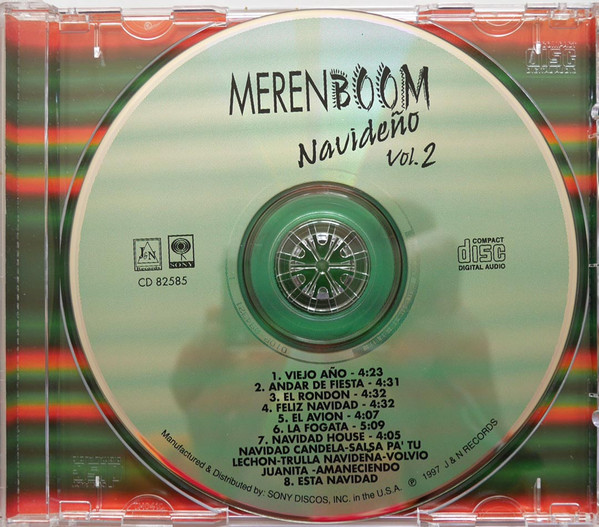 MERENBOOM
Navideño
Vol. 2
J&N
Records
SONY
CD 82585
COMPACT
disc
DIGITAL AUDIO
1. VIEJO AÑO - 4:23
2. ANDAR DE FIESTA - 4:31
3. EL RONDON - 4:32
4. FELIZ NAVIDAD - 4:32
5. EL AVION - 4:07
6. LA FOGATA - 5:09
7. NAVIDAD HOUSE - 4:05
NAVIDAD CANDELA-SALSA PA' TU
LECHON-TRULLA NAVIDEÑA-VOLVIO
JUANITA -AMANECIENDO
8. ESTA NAVIDAD
Manufactured & Distributed by: SONY DISCOS, INC. in the U.S.A. ℗ 1997 J & N RECORDS
DIGITAL AUDIO